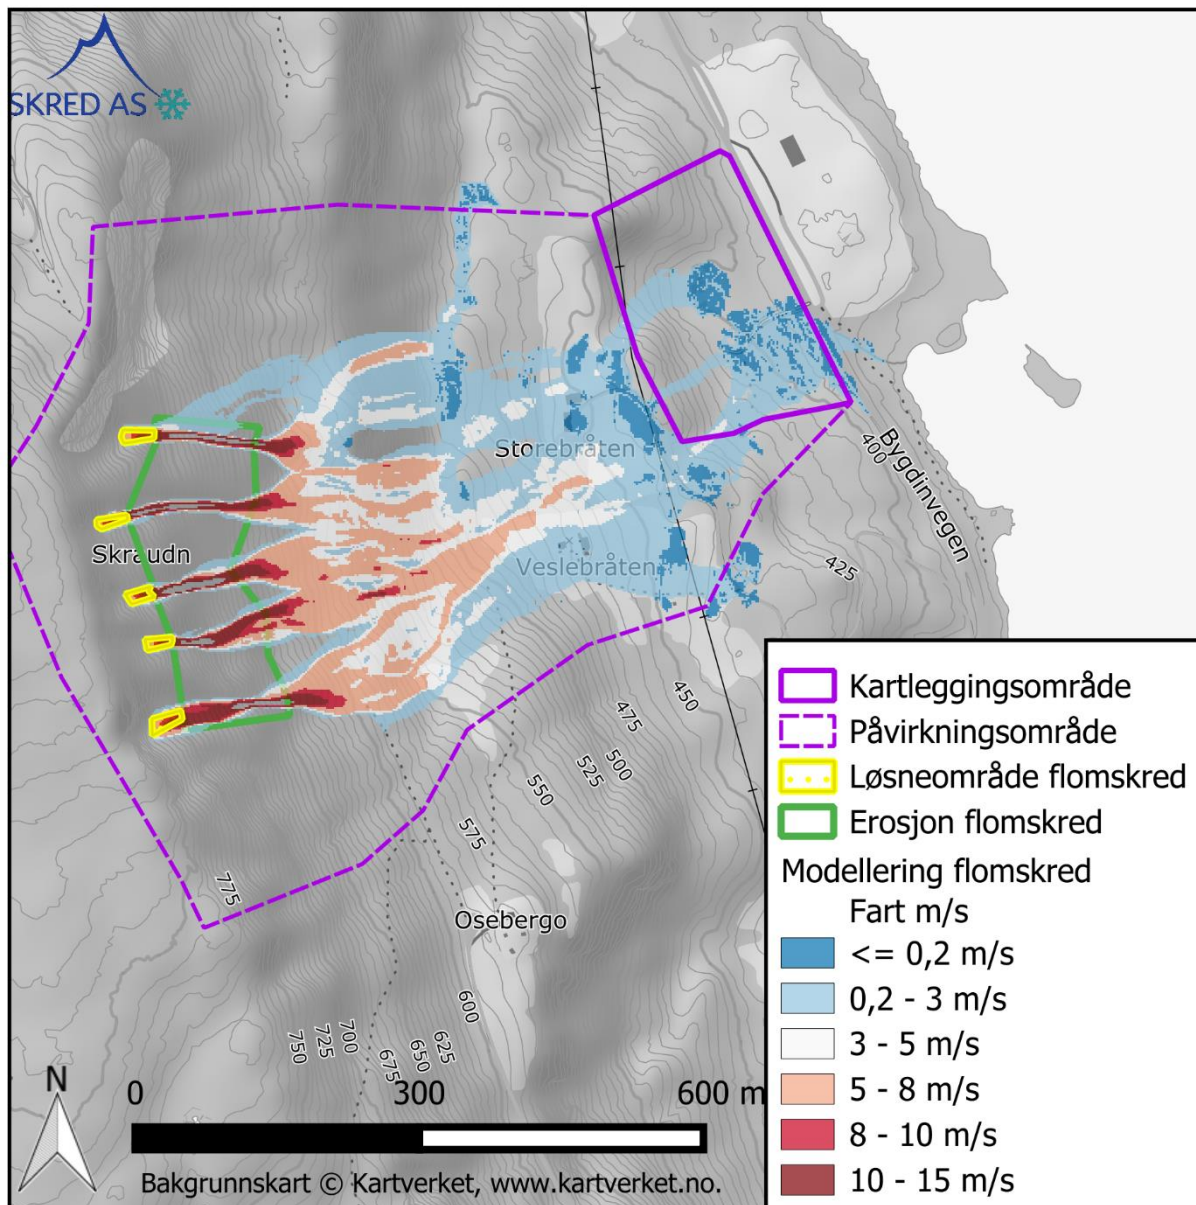 SKRED AS
Storebråten
Skraudn
Veslebråten
400
Bygdinvegen
425
450
475
500
525
550
575
775
Osebergo
600
750
725
700
675
650
625
N
0
300
600 m
Bakgrunnskart © Kartverket, www.kartverket.no.
Kartleggingsområde
Påvirkningsområde
Løsneområde flomskred
Erosjon flomskred
Modellering flomskred
Fart m/s
<= 0,2 m/s
0,2 - 3 m/s
3 - 5 m/s
5 - 8 m/s
8 - 10 m/s
10 - 15 m/s